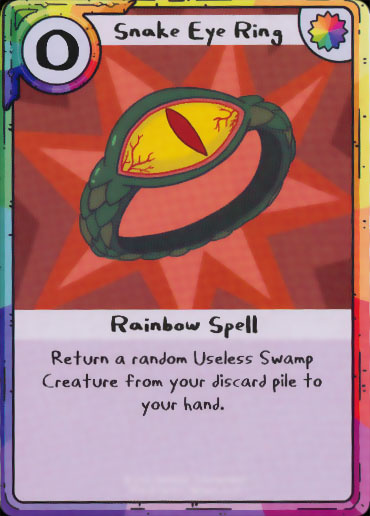 0
Snake Eye Ring
Rainbow Spell
Return a random Useless Swamp
Creature from your discard pile to
your hand.